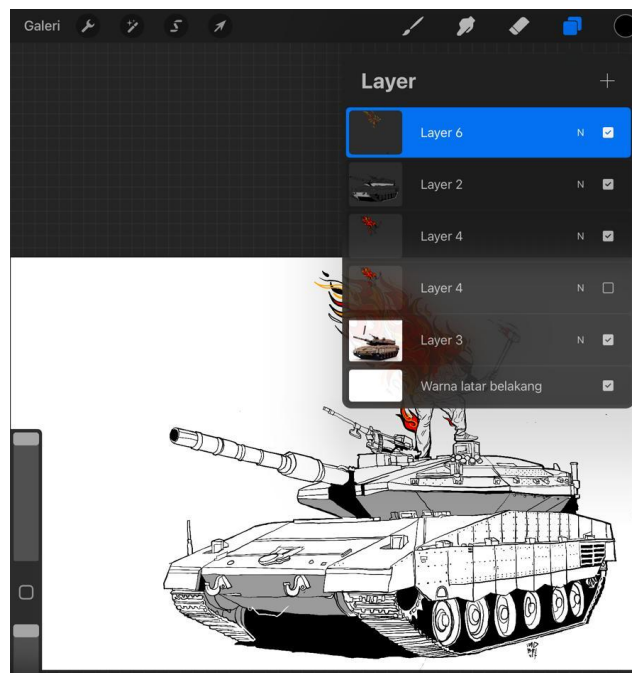 Galeri
Layer
Layer 6 N
Layer 2 N
Layer 4 N
Layer 4 N
Layer 3 N
Warna latar belakang